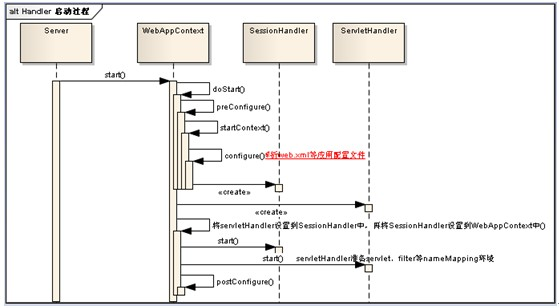 alt Handler 启动过程
Server
WebAppContext
SessionHandler
ServletHandler
start()
doStart()
preConfigure()
startContext()
configure()解析web.xml等应用配置文件
«create»
«create»
将servletHandler设置到SessionHandler中，再将SessionHandler设置到WebAppContext中()
start()
start() servletHandler准备servlet、filter等nameMapping环境
postConfigure()